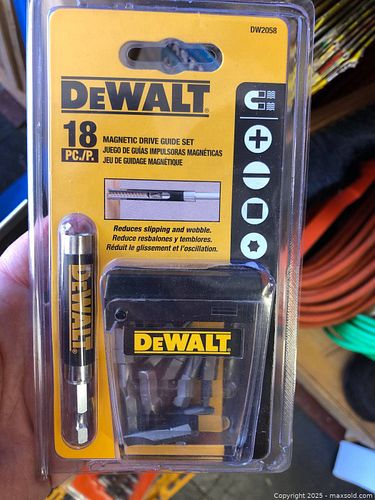 DW2058
DEWALT
18
PC./P.
MAGNETIC DRIVE GUIDE SET
JUEGO DE GUÍAS IMPULSORAS MAGNÉTICAS
JEU DE GUIDAGE MAGNÉTIQUE
Reduces slipping and wobble.
Reduce resbalones y temblores.
Réduit le glissement et l'oscillation.
DEWALT
DEWALT
Copyright 2025 - maxsold.com